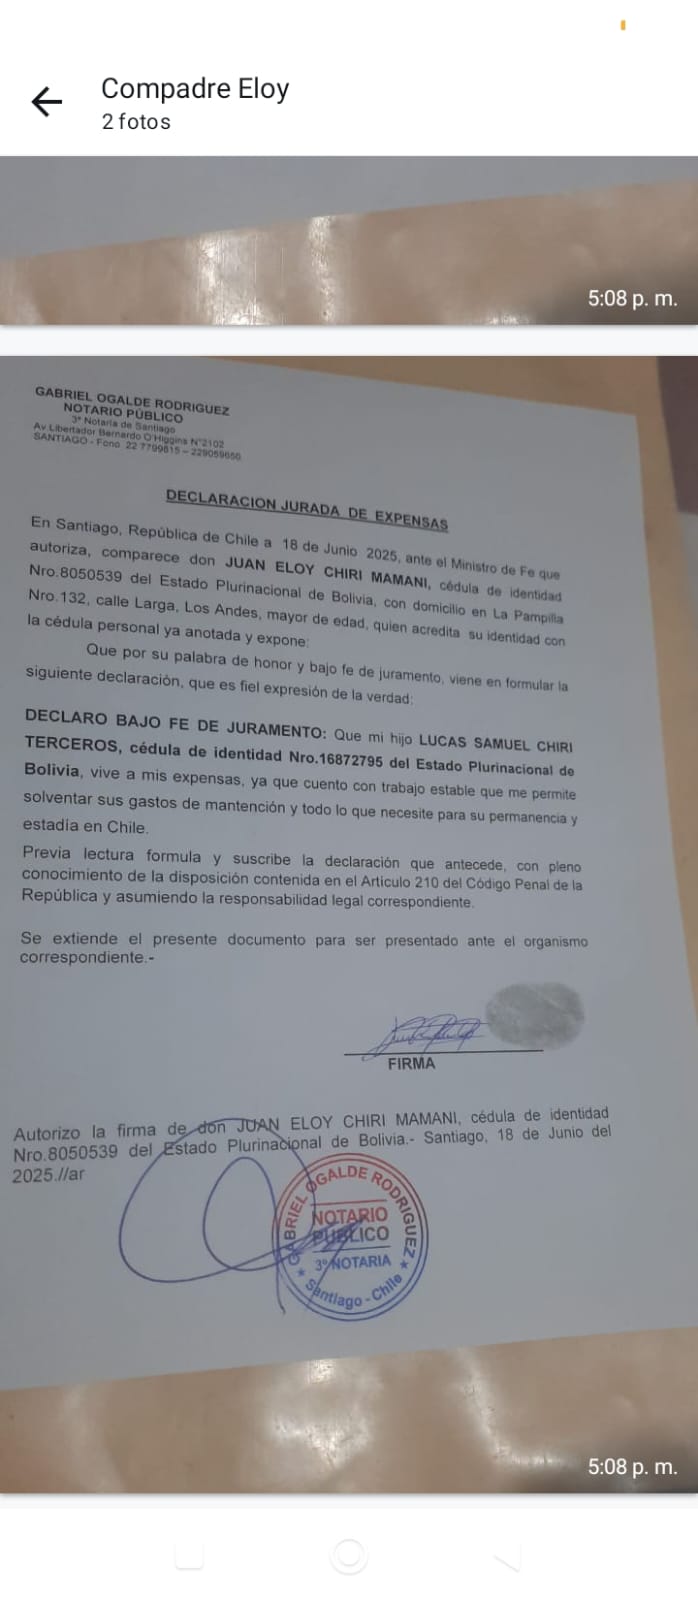 Compadre Eloy
2 fotos
5:08 p. m.
GABRIEL OGALDE RODRIGUEZ
NOTARIO PÚBLICO
3ª Notaria de Santiago
Av Libertador Bernardo O'Higgins N°2102
SANTIAGO - Fono 22 7799815 – 229059650
DECLARACION JURADA DE EXPENSAS
En Santiago, República de Chile a 18 de Junio 2025, ante el Ministro de Fe que
autoriza, comparece don JUAN ELOY CHIRI MAMANI, cédula de identidad
Nro.8050539 del Estado Plurinacional de Bolivia, con domicilio en La Pampilla
Nro.132, calle Larga, Los Andes, mayor de edad, quien acredita su identidad con
la cédula personal ya anotada y expone:
Que por su palabra de honor y bajo fe de juramento, viene en formular la
siguiente declaración, que es fiel expresión de la verdad:
DECLARO BAJO FE DE JURAMENTO: Que mi hijo LUCAS SAMUEL CHIRI
TERCEROS, cédula de identidad Nro.16872795 del Estado Plurinacional de
Bolivia, vive a mis expensas, ya que cuento con trabajo estable que me permite
solventar sus gastos de mantención y todo lo que necesite para su permanencia y
estadía en Chile.
Previa lectura formula y suscribe la declaración que antecede, con pleno
conocimiento de la disposición contenida en el Articulo 210 del Código Penal de la
República y asumiendo la responsabilidad legal correspondiente.
Se extiende el presente documento para ser presentado ante el organismo
correspondiente.-
FIRMA
Autorizo la firma de don JUAN ELOY CHIRI MAMANI, cédula de identidad
Nro.8050539 del Estado Plurinacional de Bolivia.- Santiago, 18 de Junio del
2025.//ar
GABRIEL OGALDE RODRIGUEZ
NOTARIO
PUBLICO
3º NOTARIA
★ Santiago - Chile ★
5:08 p. m.